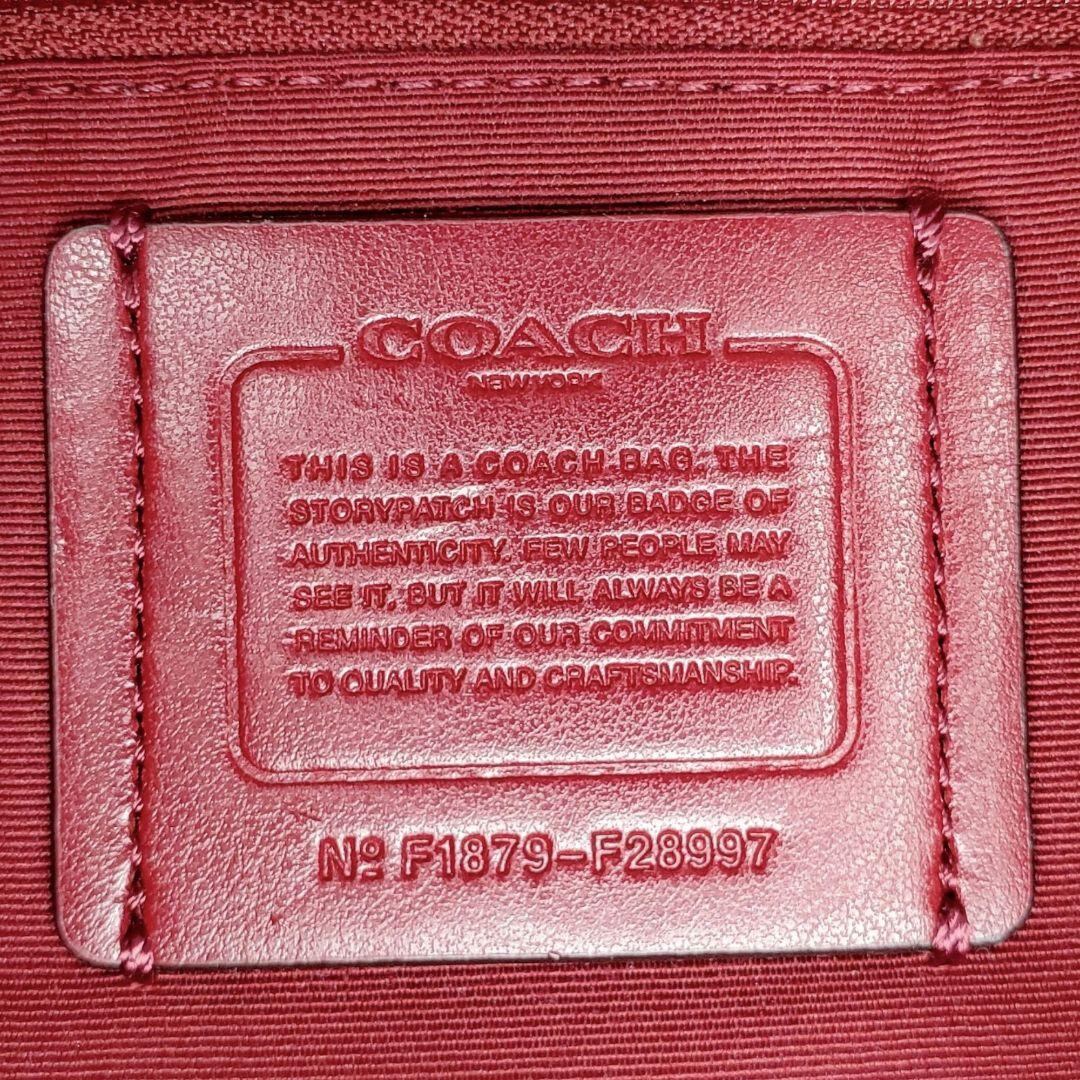 COACH
NEW YORK
THIS IS A COACH BAG. THE
STORYPATCH IS OUR BADGE OF
AUTHENTICITY. FEW PEOPLE MAY
SEE IT, BUT IT WILL ALWAYS BE A
REMINDER OF OUR COMMITMENT
TO QUALITY AND CRAFTSMANSHIP.
Nº F1879-F28997